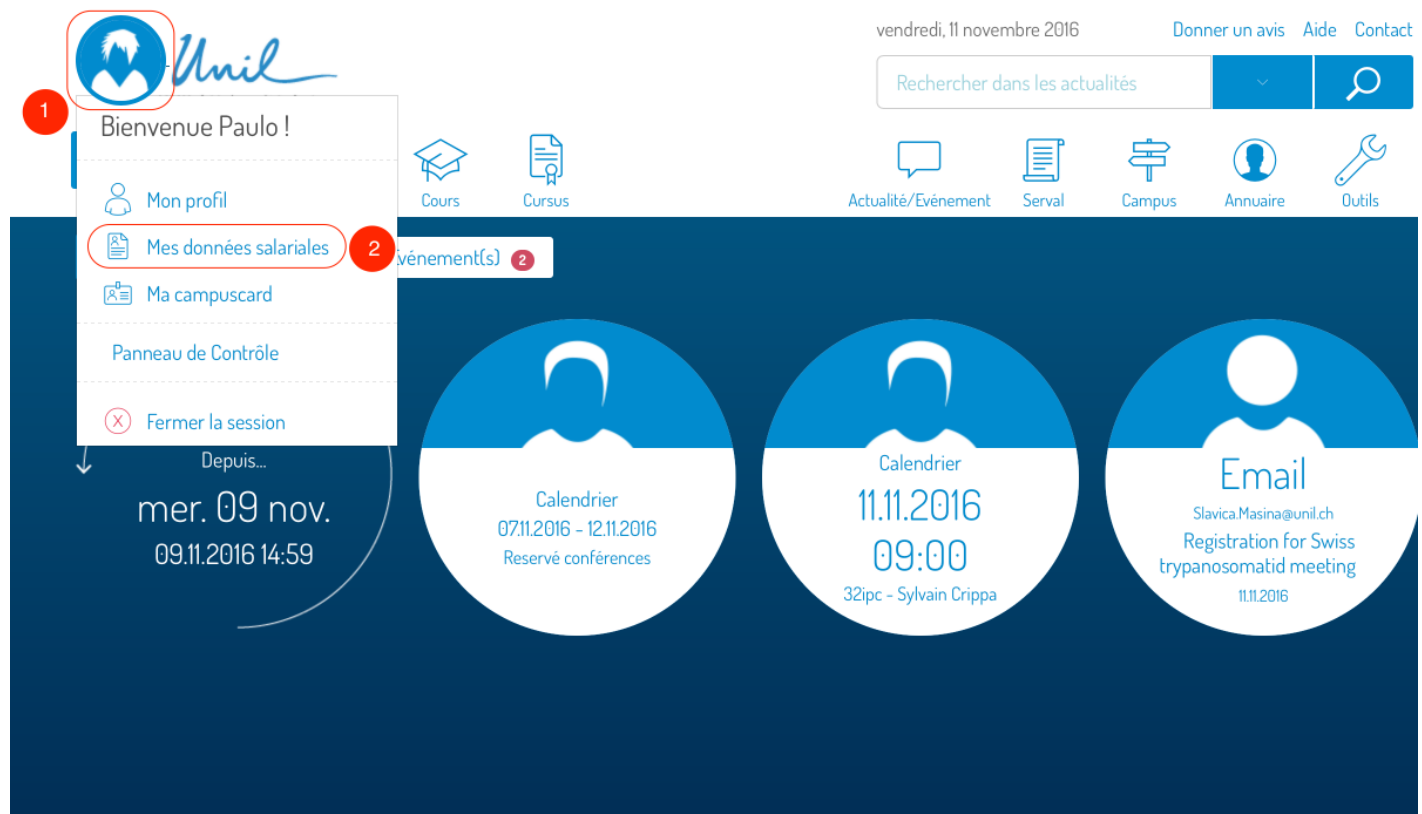 Unil
vendredi, 11 novembre 2016
Donner un avis Aide Contact
Rechercher dans les actualités
1
Bienvenue Paulo !
Mon profil
Mes données salariales
2
Ma campuscard
Panneau de Contrôle
Fermer la session
Cours
Cursus
Actualité/Evénement
Serval
Campus
Annuaire
Outils
vénement(s) 2
Depuis...
mer. 09 nov.
09.11.2016 14:59
Calendrier
07.11.2016 - 12.11.2016
Reservé conférences
Calendrier
11.11.2016
09:00
32ipc - Sylvain Crippa
Email
Slavica.Masina@unil.ch
Registration for Swiss
trypanosomatid meeting
11.11.2016